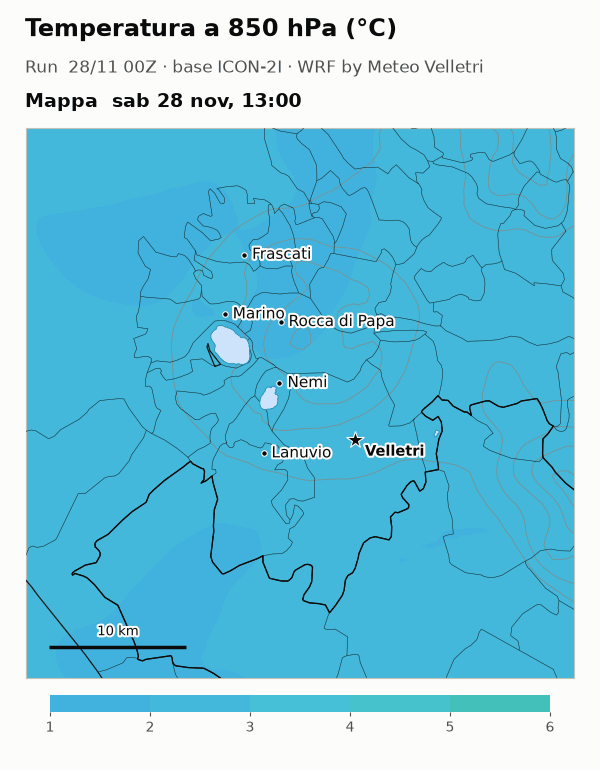 Temperatura a 850 hPa (°C)
Run  28/11 00Z · base ICON-2I · WRF by Meteo Velletri
Mappa  sab 28 nov, 13:00
Frascati
Marino
Rocca di Papa
Nemi
Velletri
Lanuvio
10 km
1 2 3 4 5 6